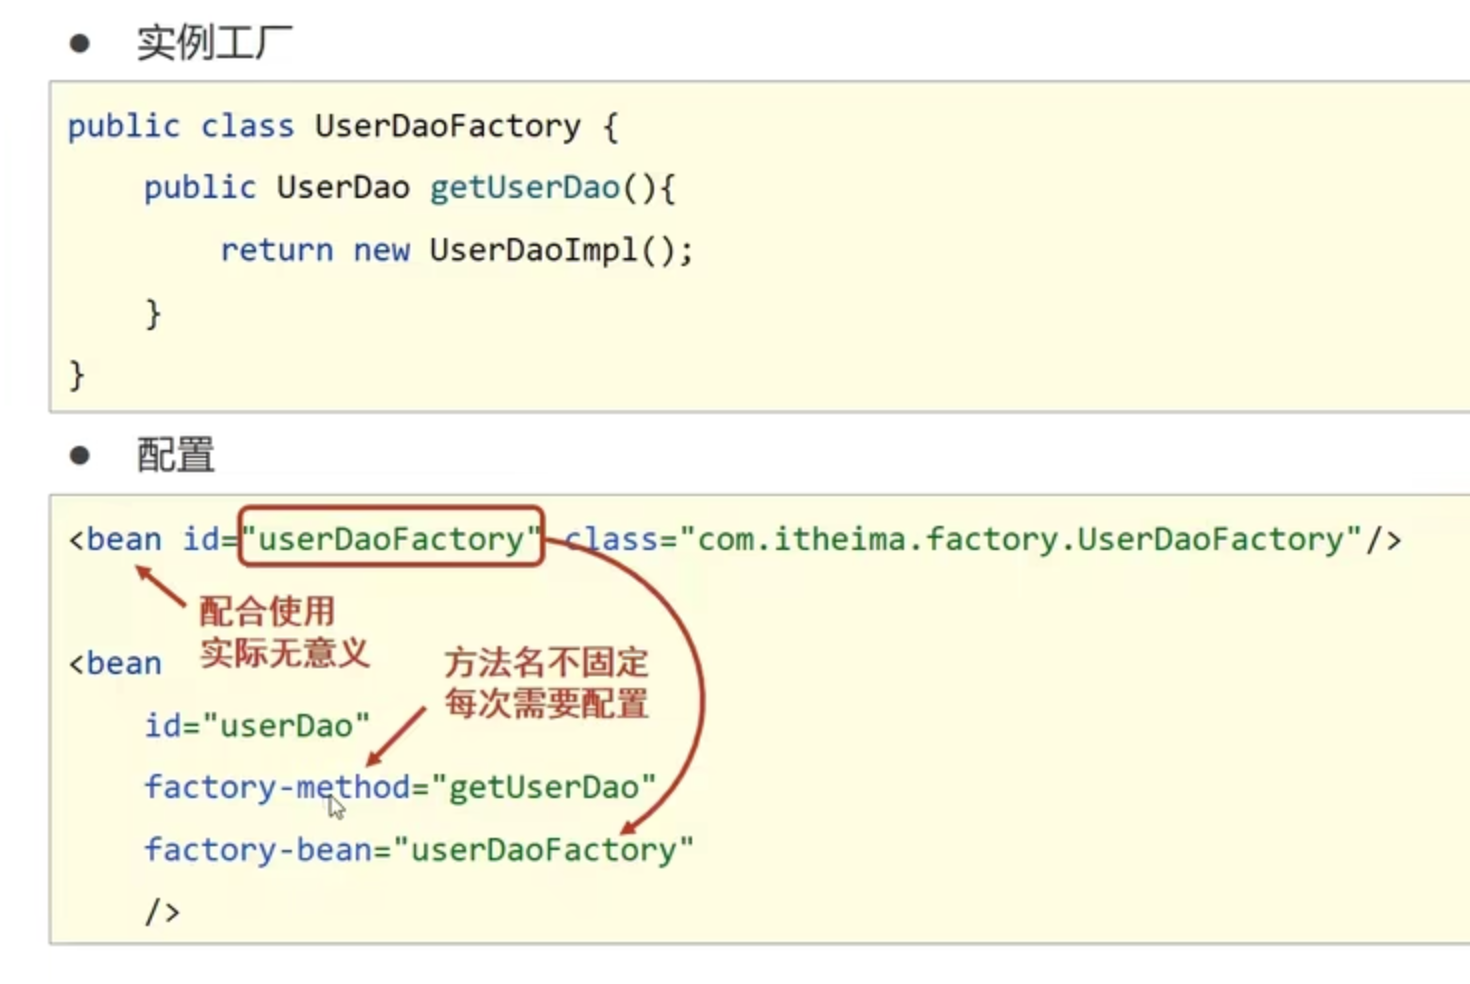 ● 实例工厂
public class UserDaoFactory {
    public UserDao getUserDao(){
        return new UserDaoImpl();
    }
}
● 配置
<bean id="userDaoFactory" class="com.itheima.factory.UserDaoFactory"/>
配合使用
实际无意义
<bean
方法名不固定
每次需要配置
    id="userDao"
    factory-method="getUserDao"
    factory-bean="userDaoFactory"
    />